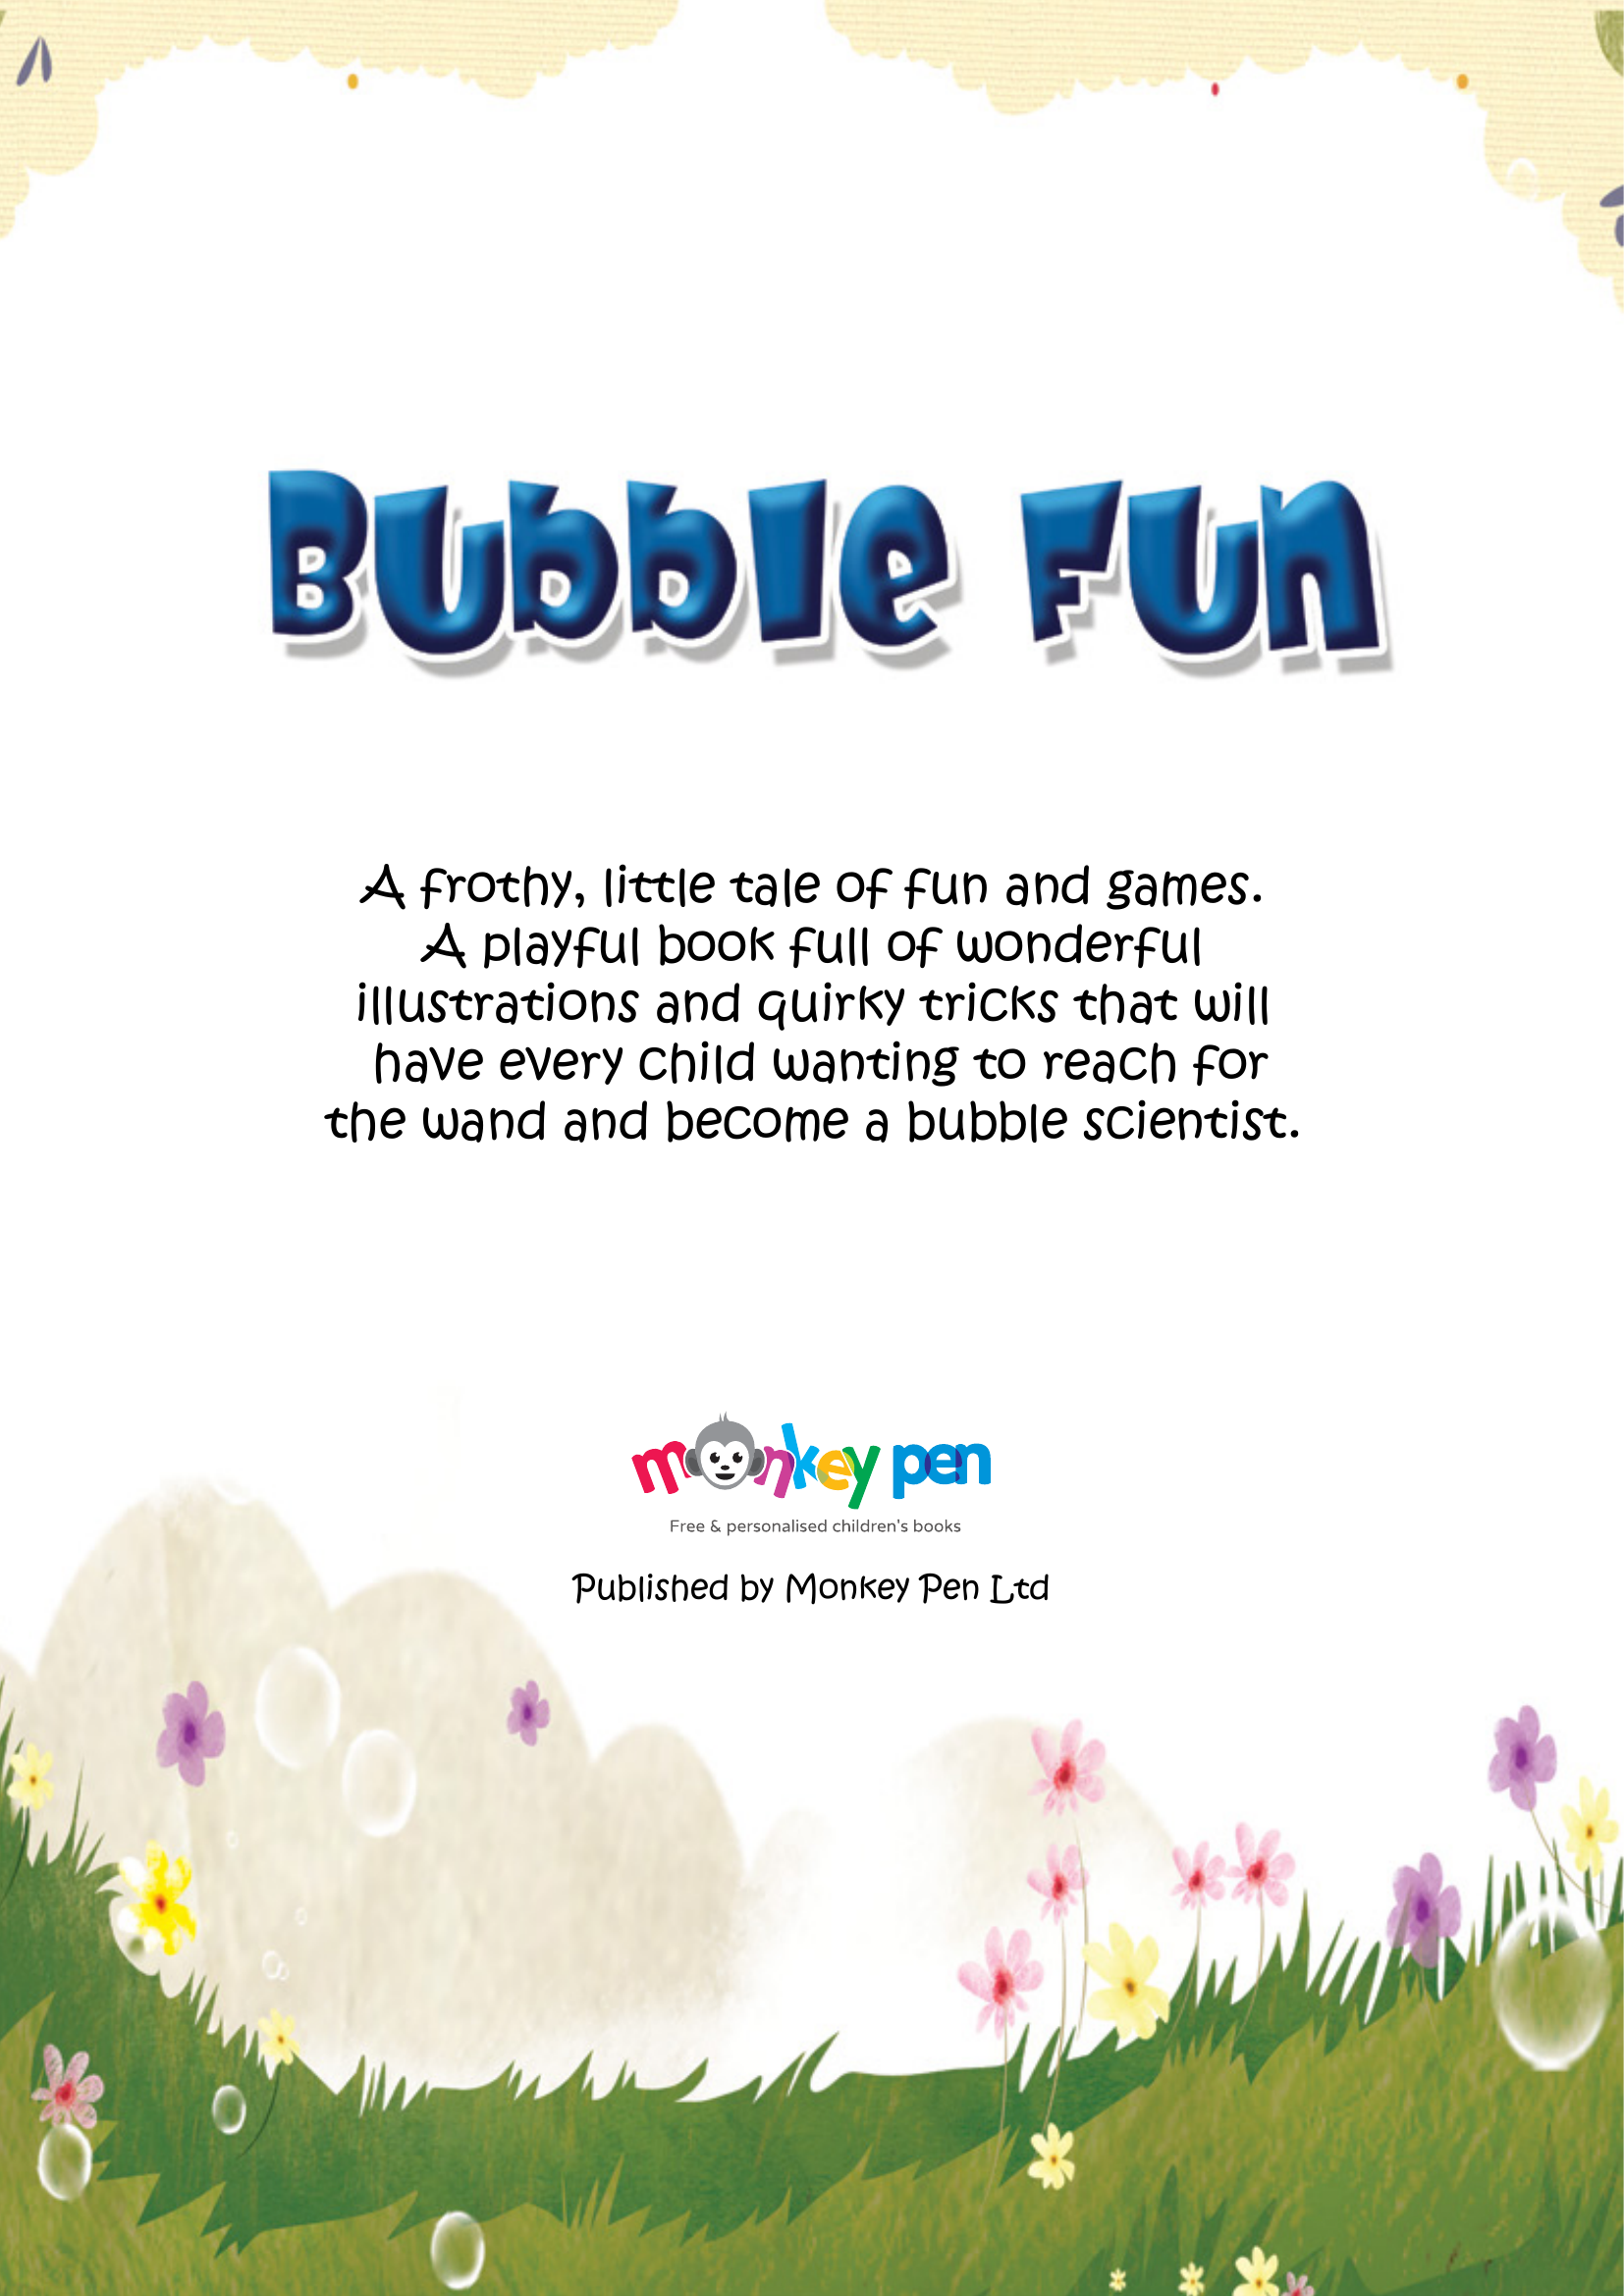 Bubble Fun
A frothy, little tale of fun and games.
A playful book full of wonderful
illustrations and quirky tricks that will
have every child wanting to reach for
the wand and become a bubble scientist.
monkey pen
Free & personalised children's books
Published by Monkey Pen Ltd